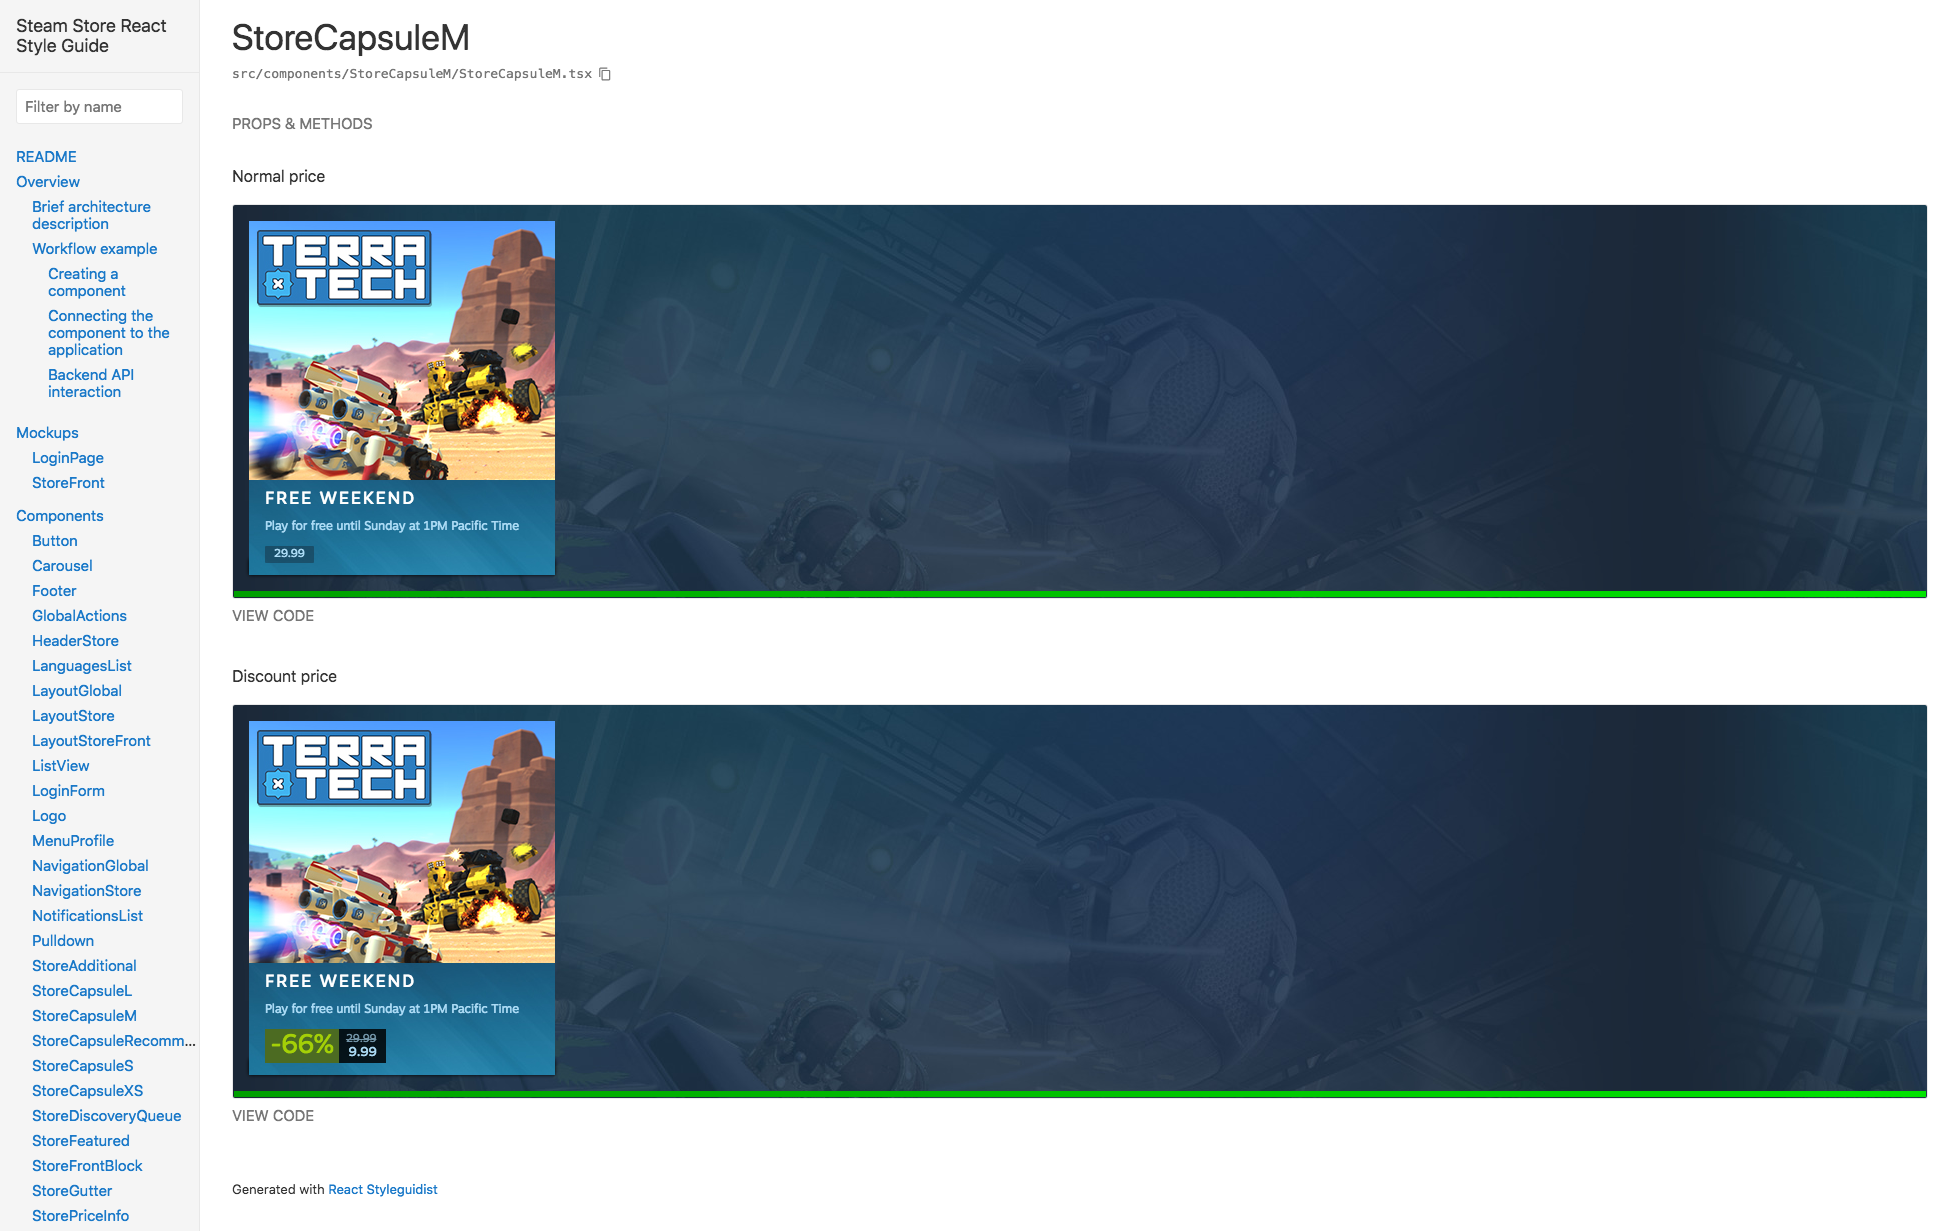 Steam Store React
Style Guide
Filter by name
README
Overview
Brief architecture
description
Workflow example
Creating a
component
Connecting the
component to the
application
Backend API
interaction
Mockups
LoginPage
StoreFront
Components
Button
Carousel
Footer
GlobalActions
HeaderStore
LanguagesList
LayoutGlobal
LayoutStore
LayoutStoreFront
ListView
LoginForm
Logo
MenuProfile
NavigationGlobal
NavigationStore
NotificationsList
Pulldown
StoreAdditional
StoreCapsuleL
StoreCapsuleM
StoreCapsuleRecomm...
StoreCapsuleS
StoreCapsuleXS
StoreDiscoveryQueue
StoreFeatured
StoreFrontBlock
StoreGutter
StorePriceInfo
StoreCapsuleM
src/components/StoreCapsuleM/StoreCapsuleM.tsx
PROPS & METHODS
Normal price
TERRA
TECH
FREE WEEKEND
Play for free until Sunday at 1PM Pacific Time
29.99
VIEW CODE
Discount price
TERRA
TECH
FREE WEEKEND
Play for free until Sunday at 1PM Pacific Time
-66%
29.99
9.99
VIEW CODE
Generated with React Styleguidist